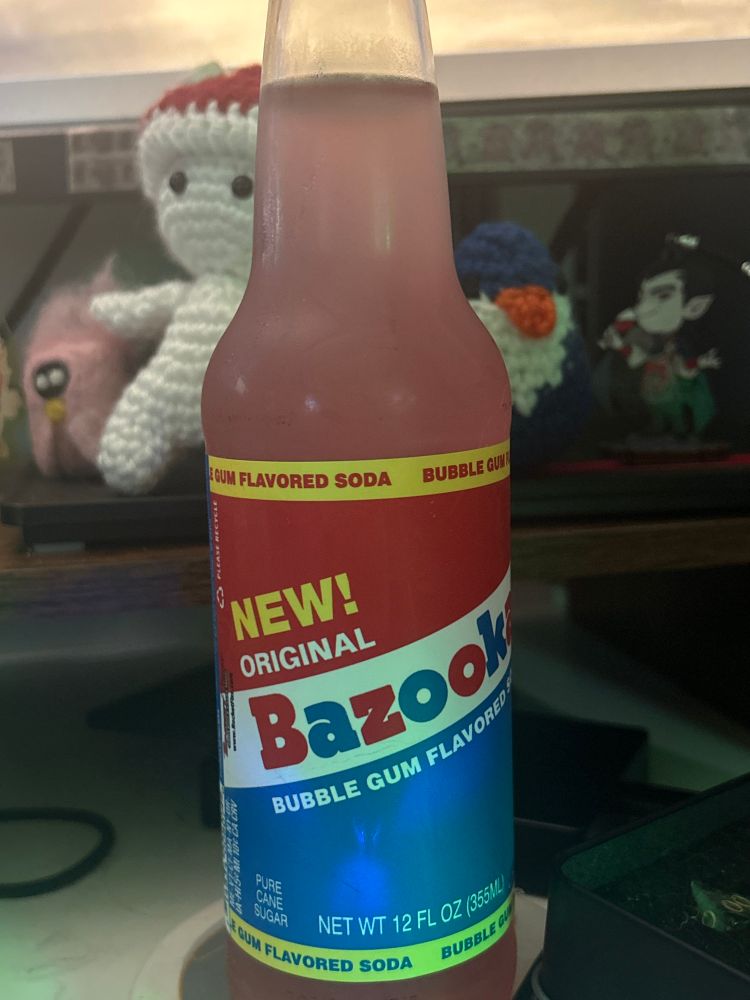 E GUM FLAVORED SODA BUBBLE GUM
PLEASE RECYCLE
NEW!
ORIGINAL
Bazooka
BUBBLE GUM FLAVORED
PURE
CANE
SUGAR
NET WT 12 FL OZ (355ML)
E GUM FLAVORED SODA BUBBLE GU